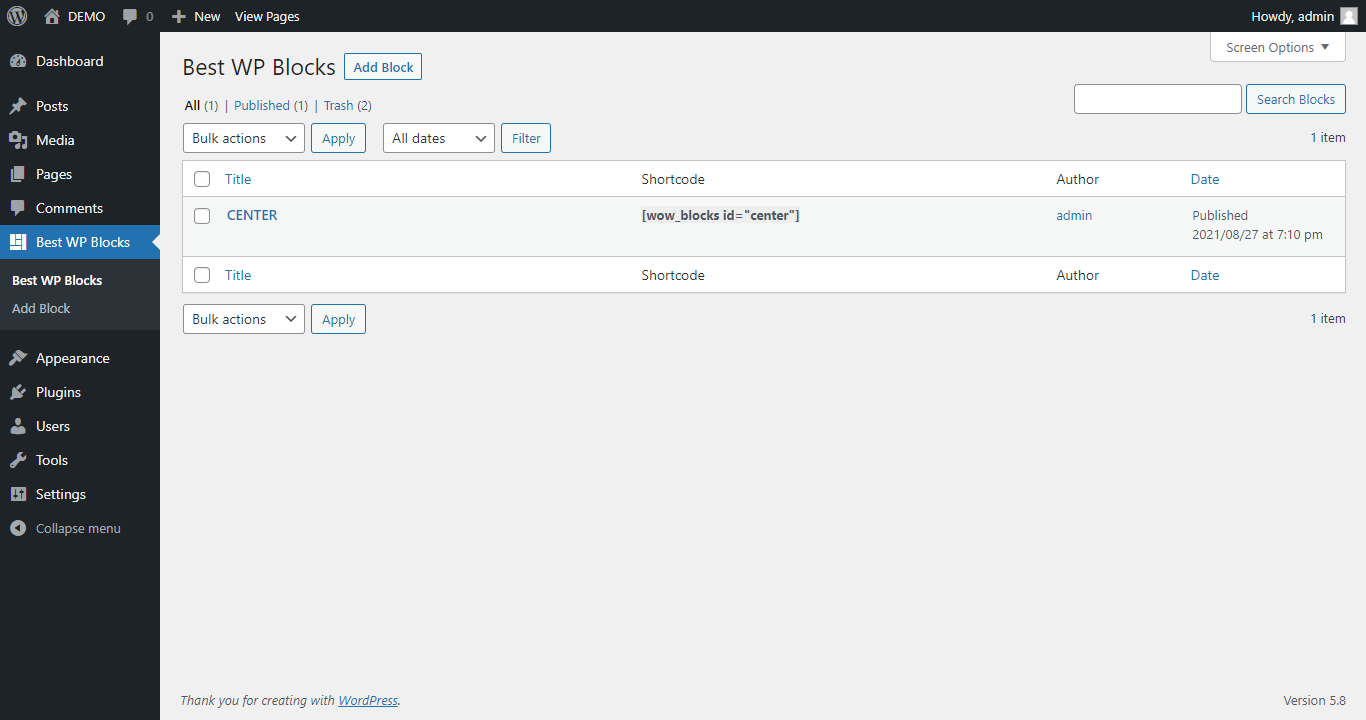 DEMO 0 New View Pages Howdy, admin
Dashboard
Posts
Media
Pages
Comments
Best WP Blocks
Best WP Blocks
Add Block
Appearance
Plugins
Users
Tools
Settings
Collapse menu
Screen Options
Best WP Blocks Add Block
All (1) | Published (1) | Trash (2)
Search Blocks
Bulk actions Apply All dates Filter 1 item
Title Shortcode Author Date
CENTER [wow_blocks id="center"] admin Published
2021/08/27 at 7:10 pm
Title Shortcode Author Date
Bulk actions Apply 1 item
Thank you for creating with WordPress. Version 5.8